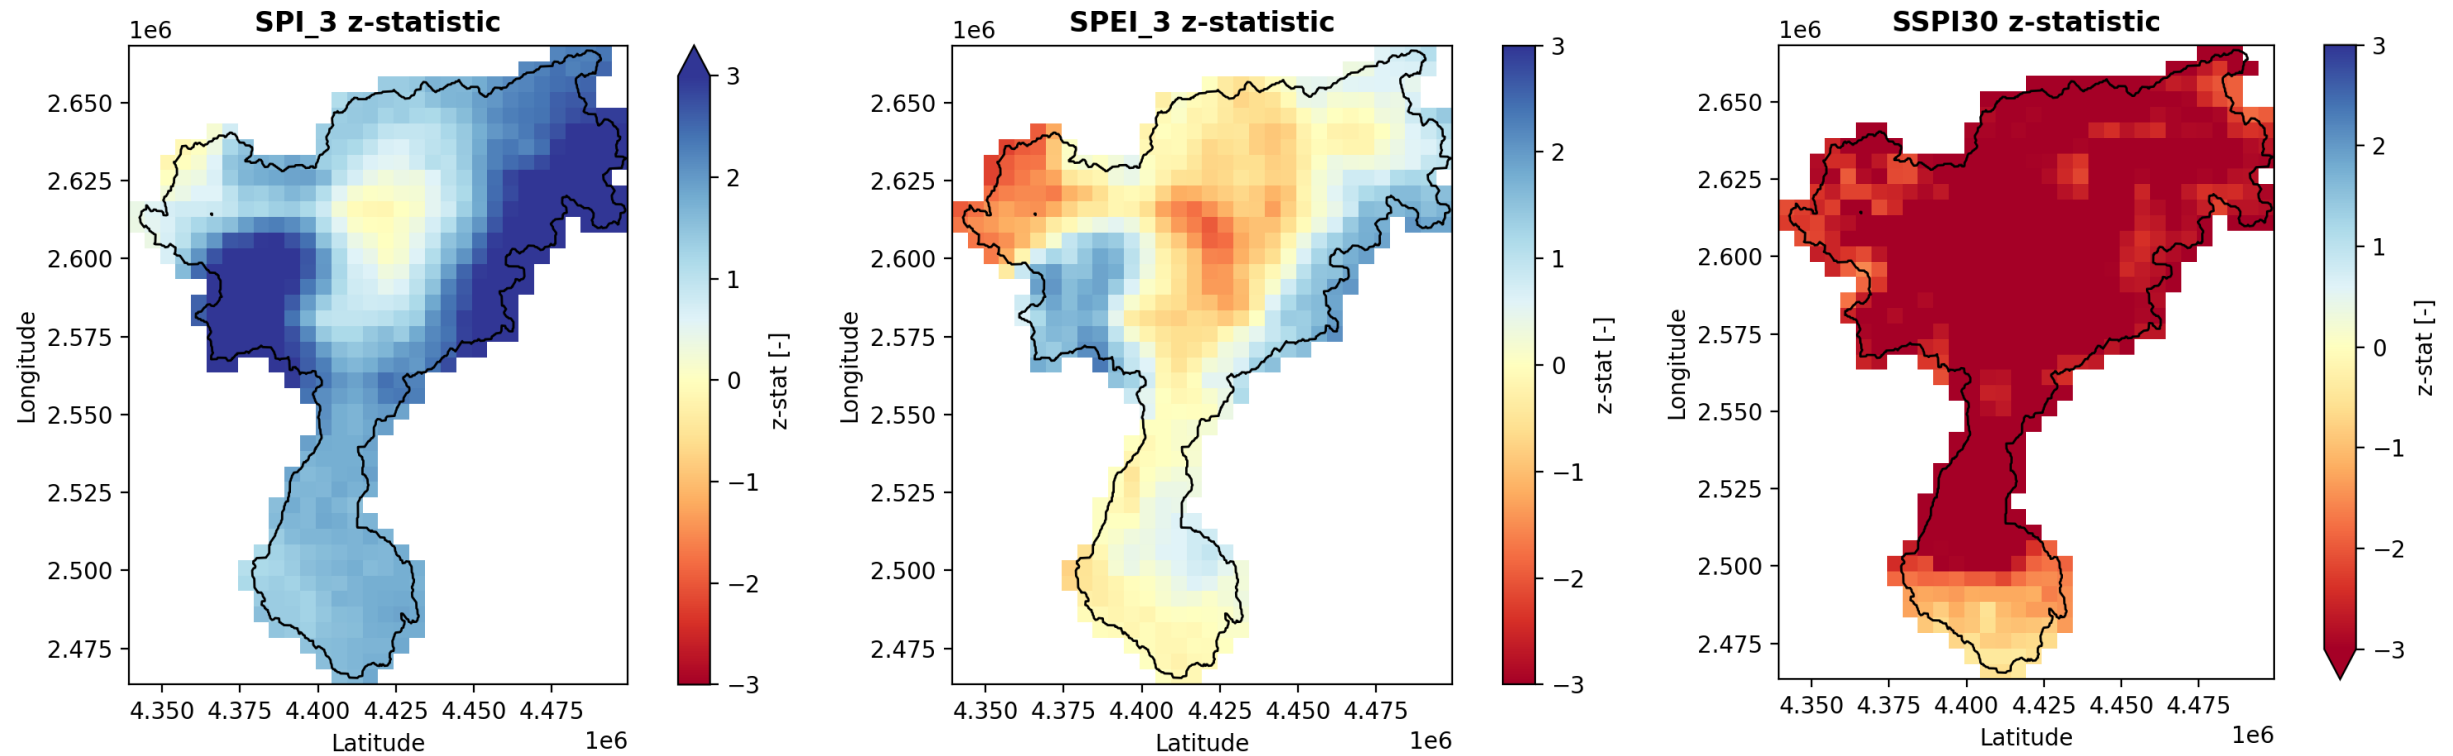 SPI_3 z-statistic
1e6
2.650
2.625
2.600
2.575
2.550
2.525
2.500
2.475
Longitude
4.350 4.375 4.400 4.425 4.450 4.475
Latitude
1e6
3
2
1
0
−1
−2
−3
z-stat [-]
SPEI_3 z-statistic
1e6
2.650
2.625
2.600
2.575
2.550
2.525
2.500
2.475
Longitude
4.350 4.375 4.400 4.425 4.450 4.475
Latitude
1e6
3
2
1
0
−1
−2
−3
z-stat [-]
SSPI30 z-statistic
1e6
2.650
2.625
2.600
2.575
2.550
2.525
2.500
2.475
Longitude
4.350 4.375 4.400 4.425 4.450 4.475
Latitude
1e6
3
2
1
0
−1
−2
−3
z-stat [-]